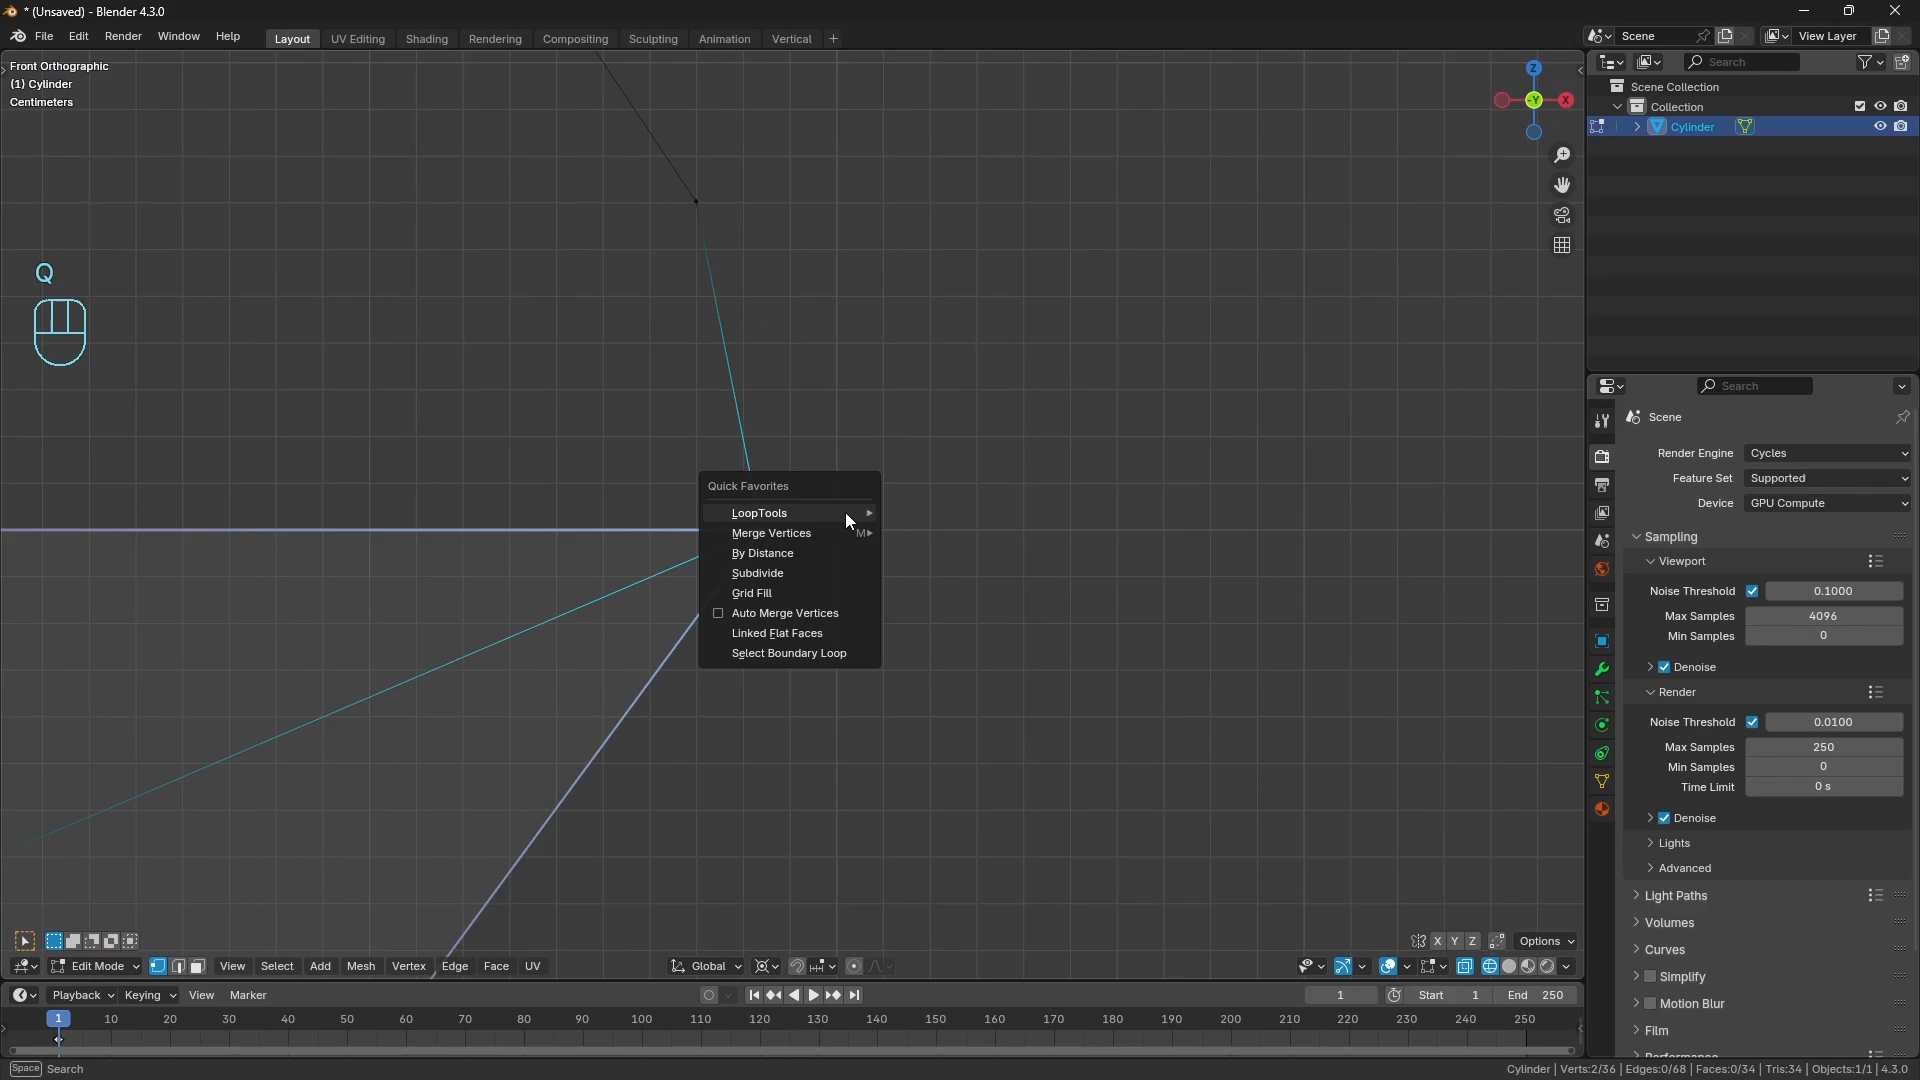 * (Unsaved) - Blender 4.3.0
File Edit Render Window Help Layout UV Editing Shading Rendering Compositing Sculpting Animation Vertical + Scene View Layer
Front Orthographic
(1) Cylinder
Centimeters
Z
-Y
X
Search
Scene Collection
Collection
Cylinder
Q
Quick Favorites
LoopTools
Merge Vertices M
By Distance
Subdivide
Grid Fill
Auto Merge Vertices
Linked Flat Faces
Select Boundary Loop
Search
Scene
Render Engine Cycles
Feature Set Supported
Device GPU Compute
Sampling
Viewport
Noise Threshold 0.1000
Max Samples 4096
Min Samples 0
Denoise
Render
Noise Threshold 0.0100
Max Samples 250
Min Samples 0
Time Limit 0 s
Denoise
Lights
Advanced
Light Paths
Volumes
Curves
Simplify
Motion Blur
Film
X Y Z Options
Edit Mode View Select Add Mesh Vertex Edge Face UV Global
Playback Keying View Marker 1 Start 1 End 250
1 10 20 30 40 50 60 70 80 90 100 110 120 130 140 150 160 170 180 190 200 210 220 230 240 250
Space Search
Cylinder | Verts:2/36 | Edges:0/68 | Faces:0/34 | Tris:34 | Objects:1/1 | 4.3.0